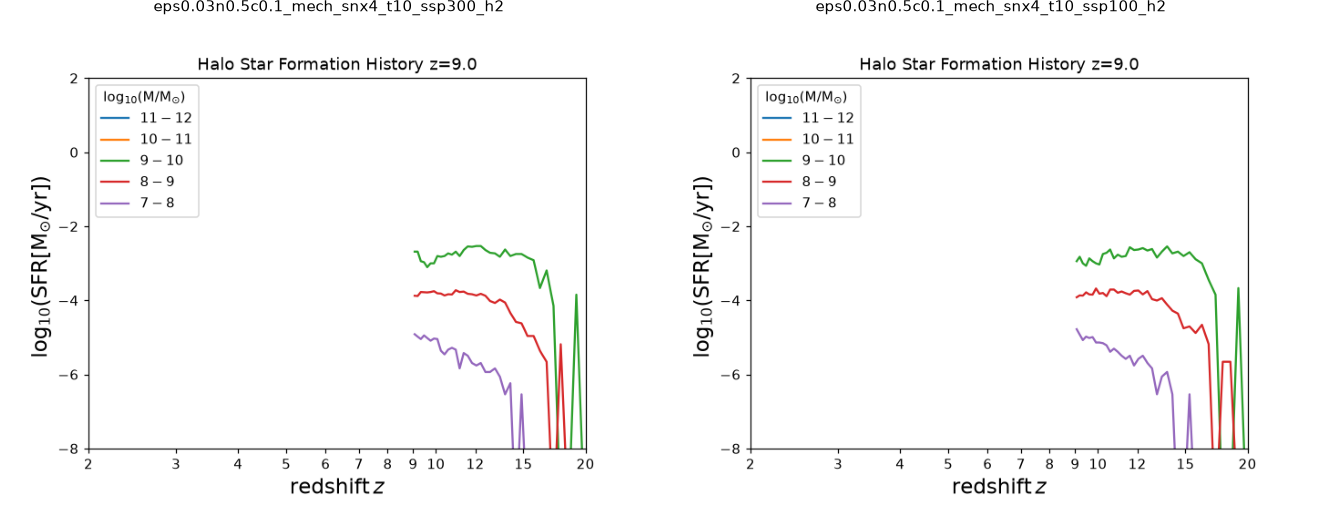 eps0.03n0.5c0.1_mech_snx4_t10_ssp300_h2
Halo Star Formation History z=9.0
log₁₀(M/M☉)
11 − 12
10 − 11
9 − 10
8 − 9
7 − 8
2
0
−2
−4
−6
−8
log₁₀(SFR[M☉/yr])
2 3 4 5 6 7 8 9 10 12 15 20
redshift z
eps0.03n0.5c0.1_mech_snx4_t10_ssp100_h2
Halo Star Formation History z=9.0
log₁₀(M/M☉)
11 − 12
10 − 11
9 − 10
8 − 9
7 − 8
2
0
−2
−4
−6
−8
log₁₀(SFR[M☉/yr])
2 3 4 5 6 7 8 9 10 12 15 20
redshift z